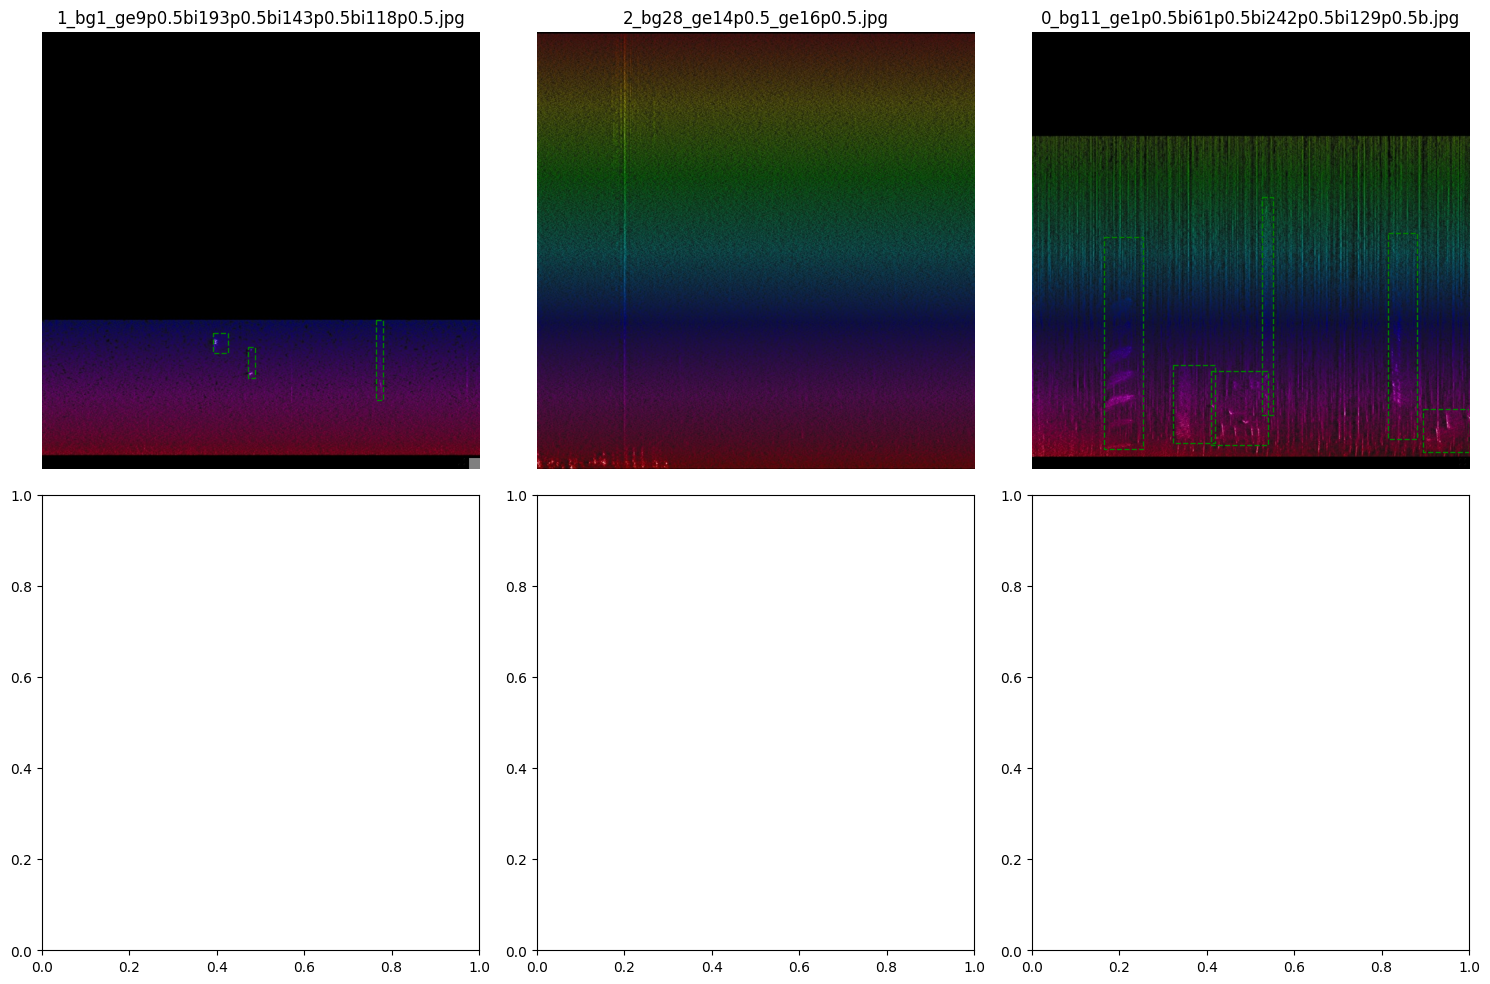 1_bg1_ge9p0.5bi193p0.5bi143p0.5bi118p0.5.jpg
2_bg28_ge14p0.5_ge16p0.5.jpg
0_bg11_ge1p0.5bi61p0.5bi242p0.5bi129p0.5b.jpg
1.0 1.0 1.0
0.8 0.8 0.8
0.6 0.6 0.6
0.4 0.4 0.4
0.2 0.2 0.2
0.0 0.0 0.0
0.0 0.2 0.4 0.6 0.8 1.0 0.0 0.2 0.4 0.6 0.8 1.0 0.0 0.2 0.4 0.6 0.8 1.0